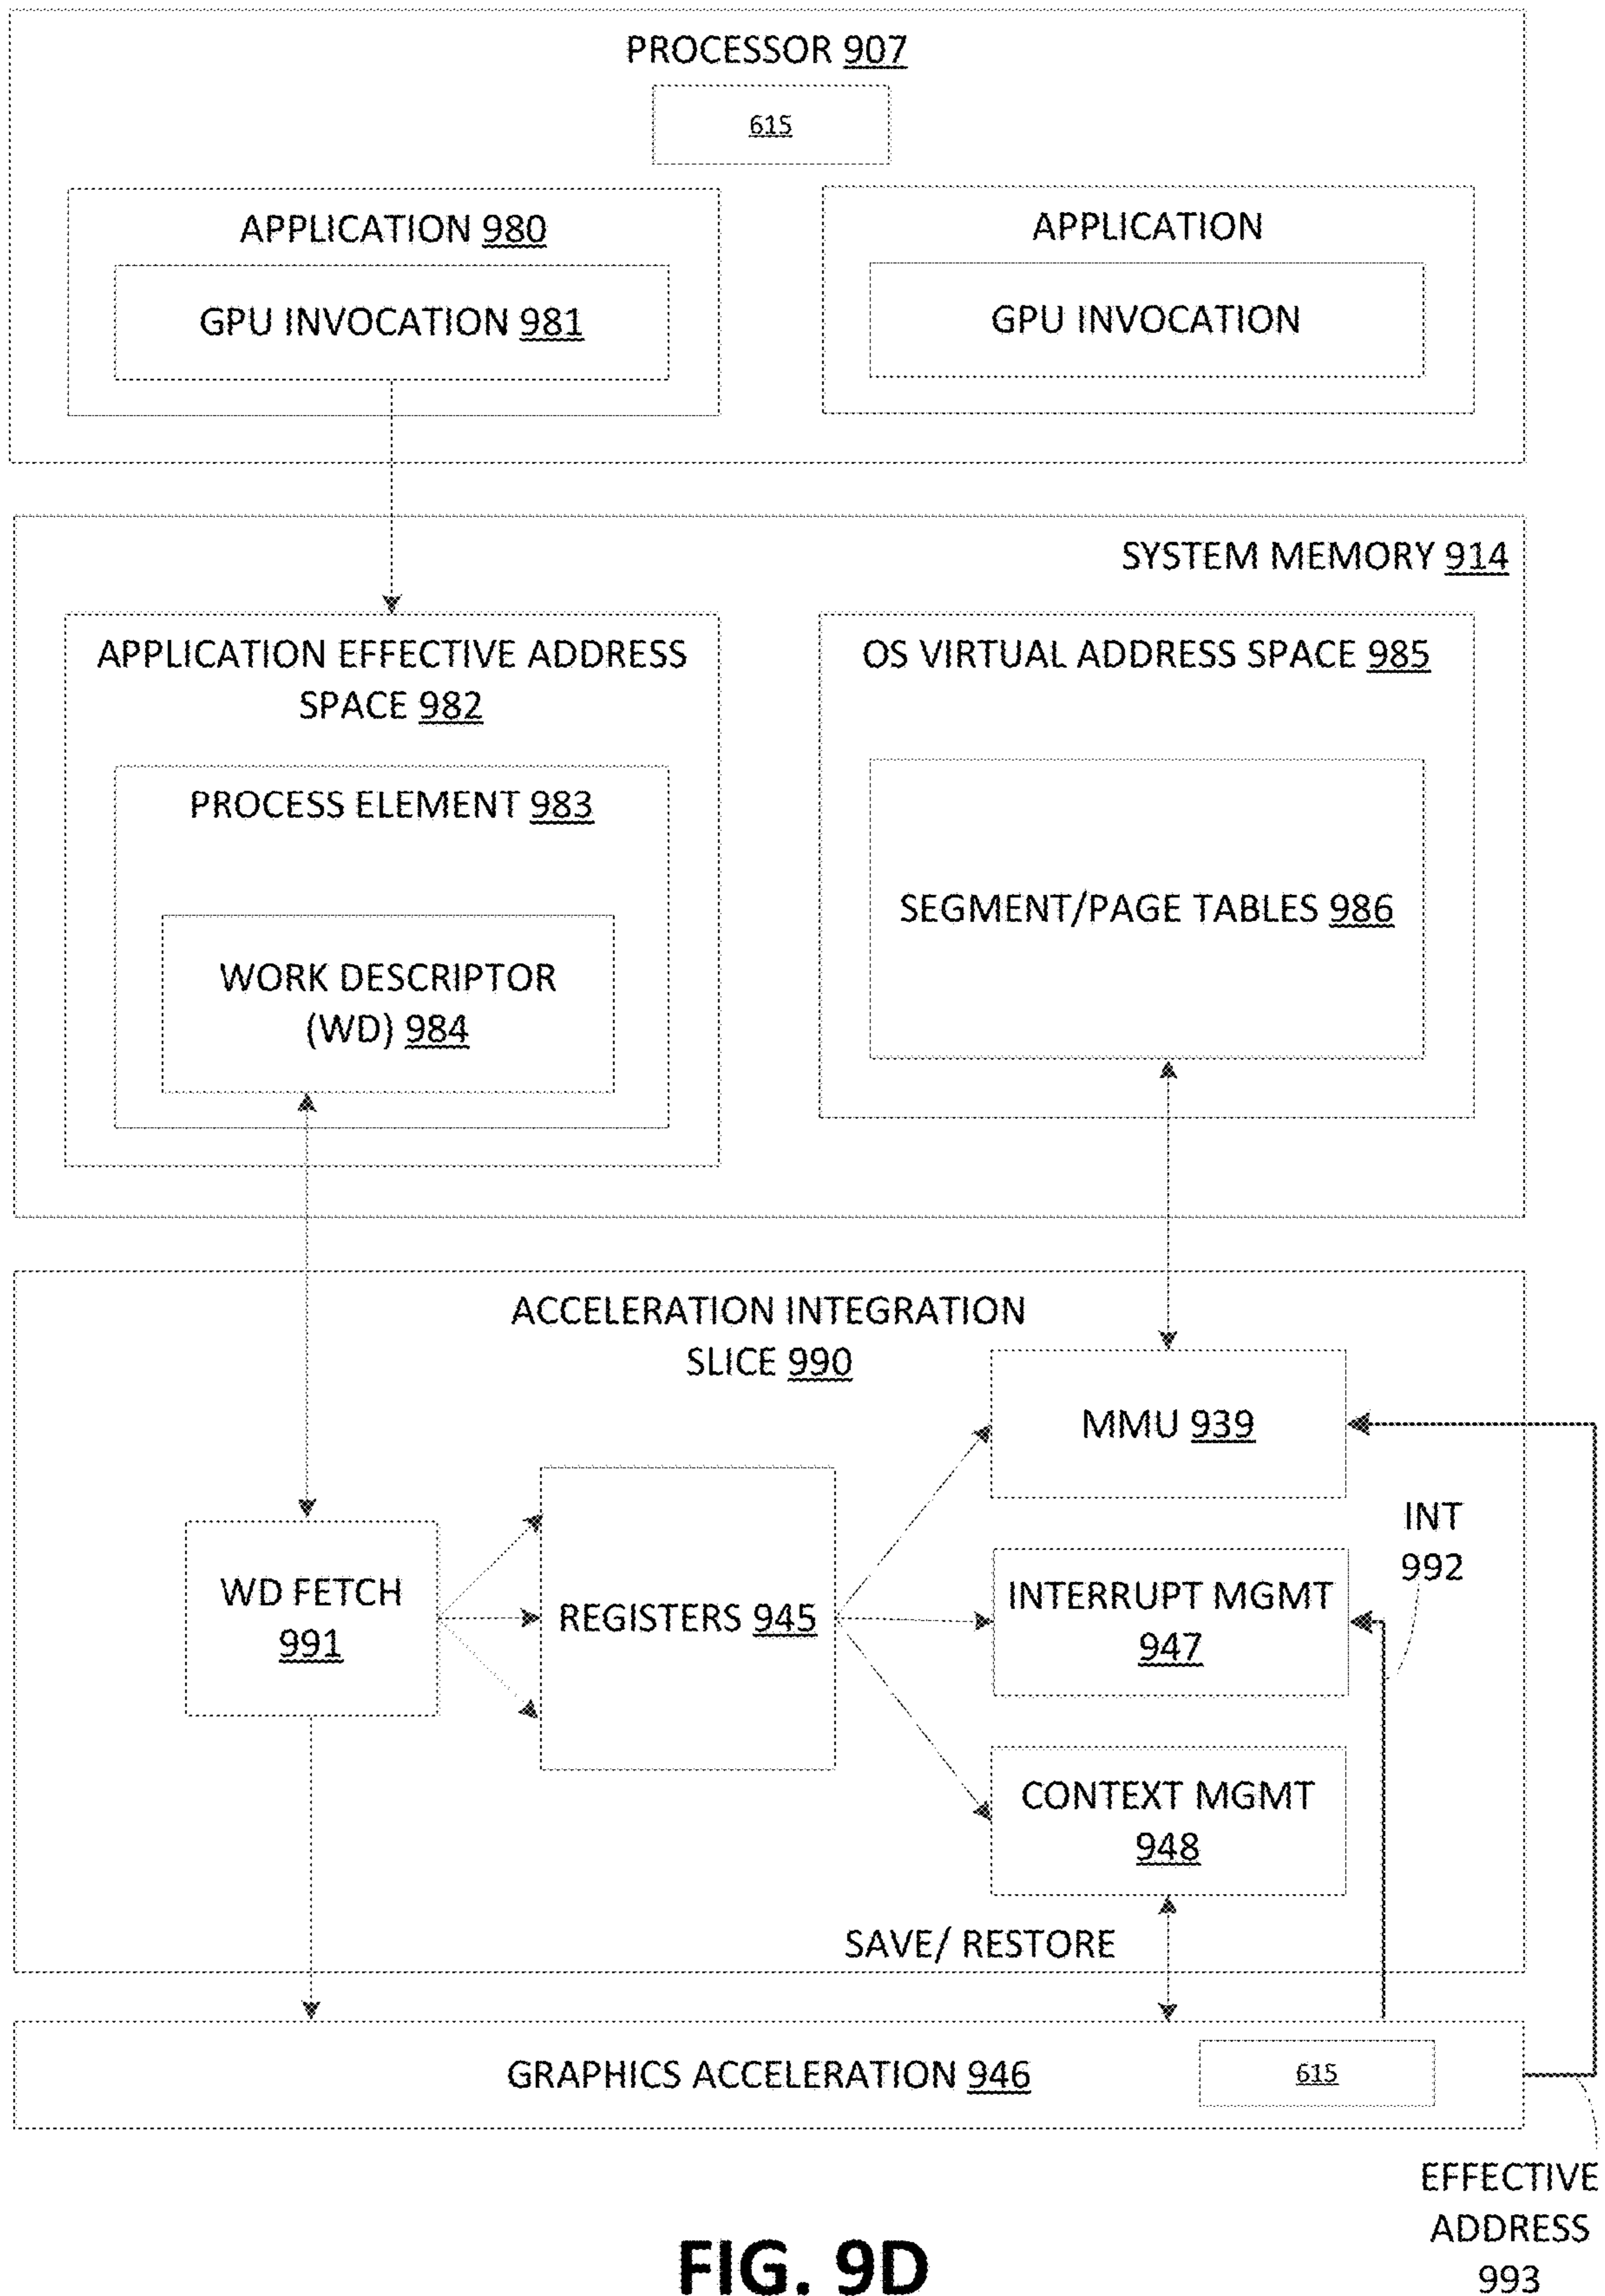 PROCESSOR 907
615
APPLICATION 980
GPU INVOCATION 981
APPLICATION
GPU INVOCATION
SYSTEM MEMORY 914
APPLICATION EFFECTIVE ADDRESS
SPACE 982
PROCESS ELEMENT 983
WORK DESCRIPTOR
(WD) 984
OS VIRTUAL ADDRESS SPACE 985
SEGMENT/PAGE TABLES 986
ACCELERATION INTEGRATION
SLICE 990
MMU 939
INT
992
WD FETCH
991
REGISTERS 945
INTERRUPT MGMT
947
CONTEXT MGMT
948
SAVE/ RESTORE
GRAPHICS ACCELERATION 946
615
EFFECTIVE
ADDRESS
993
FIG. 9D